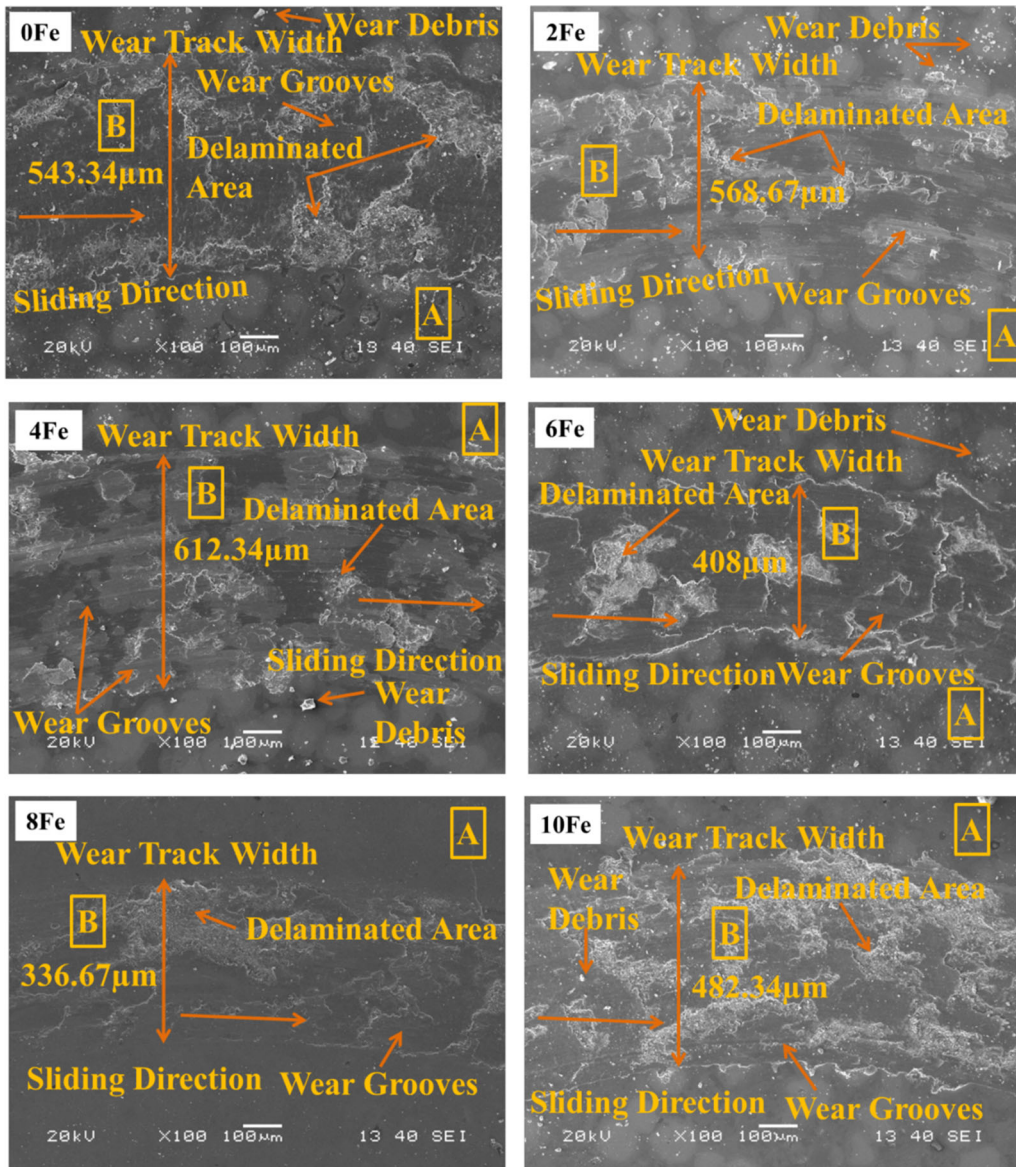 0Fe
Wear Debris
Wear Track Width
Wear Grooves
B
Delaminated
Area
543.34µm
Sliding Direction
A
20kV X100 100µm 13 40 SEI
2Fe
Wear Debris
Wear Track Width
Delaminated Area
B
568.67µm
Sliding Direction
Wear Grooves
A
20kV X100 100µm 13 40 SEI
4Fe
Wear Track Width
A
B
Delaminated Area
612.34µm
Sliding Direction
Wear Grooves
Wear
Debris
20kV X100 100µm 12 40 SEI
6Fe
Wear Debris
Wear Track Width
Delaminated Area
B
408µm
Sliding Direction
Wear Grooves
A
20kV X100 100µm 13 40 SEI
8Fe
A
Wear Track Width
B
Delaminated Area
336.67µm
Sliding Direction
Wear Grooves
20kV X100 100µm 13 40 SEI
10Fe
A
Wear Track Width
Wear
Debris
Delaminated Area
B
482.34µm
Sliding Direction
Wear Grooves
20kV X100 100µm 13 40 SEI